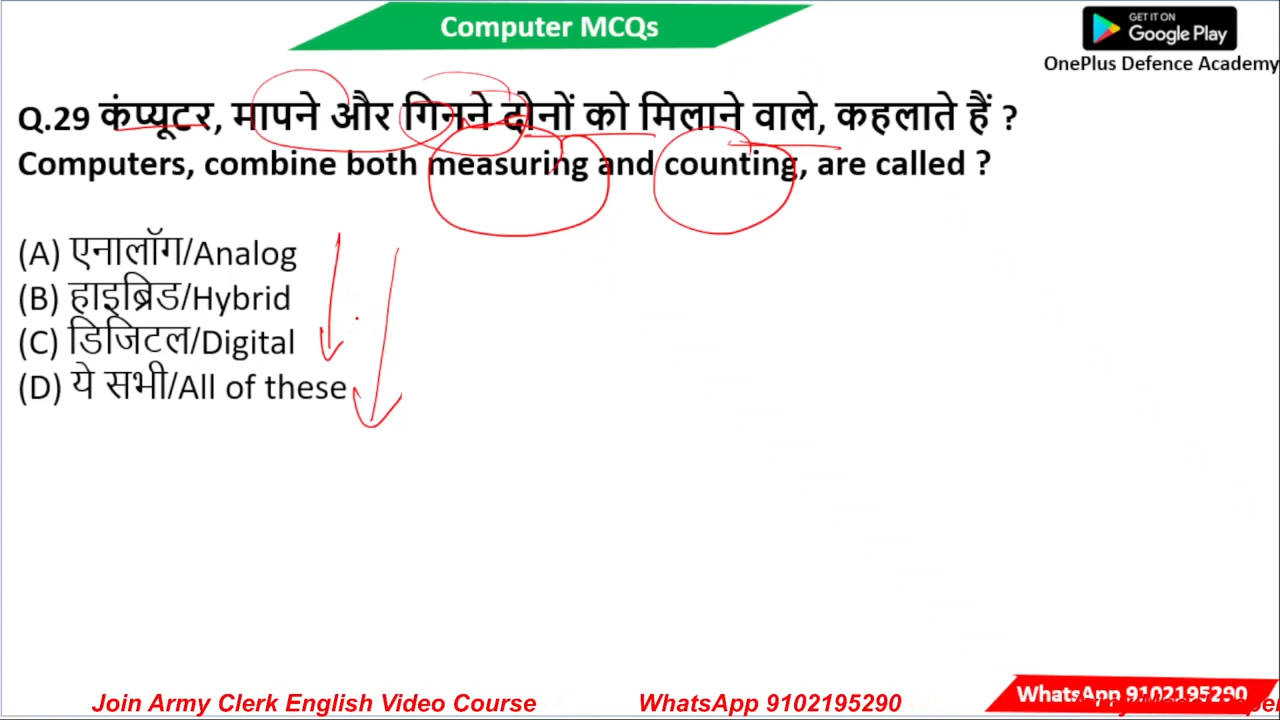 Computer MCQs
GET IT ON
Google Play
OnePlus Defence Academy
Q.29 कंप्यूटर, मापने और गिनने दोनों को मिलाने वाले, कहलाते हैं ?
Computers, combine both measuring and counting, are called ?
(A) एनालॉग/Analog
(B) हाइब्रिड/Hybrid
(C) डिजिटल/Digital
(D) ये सभी/All of these
WhatsApp 9102195290
Join Army Clerk English Video Course WhatsApp 9102195290